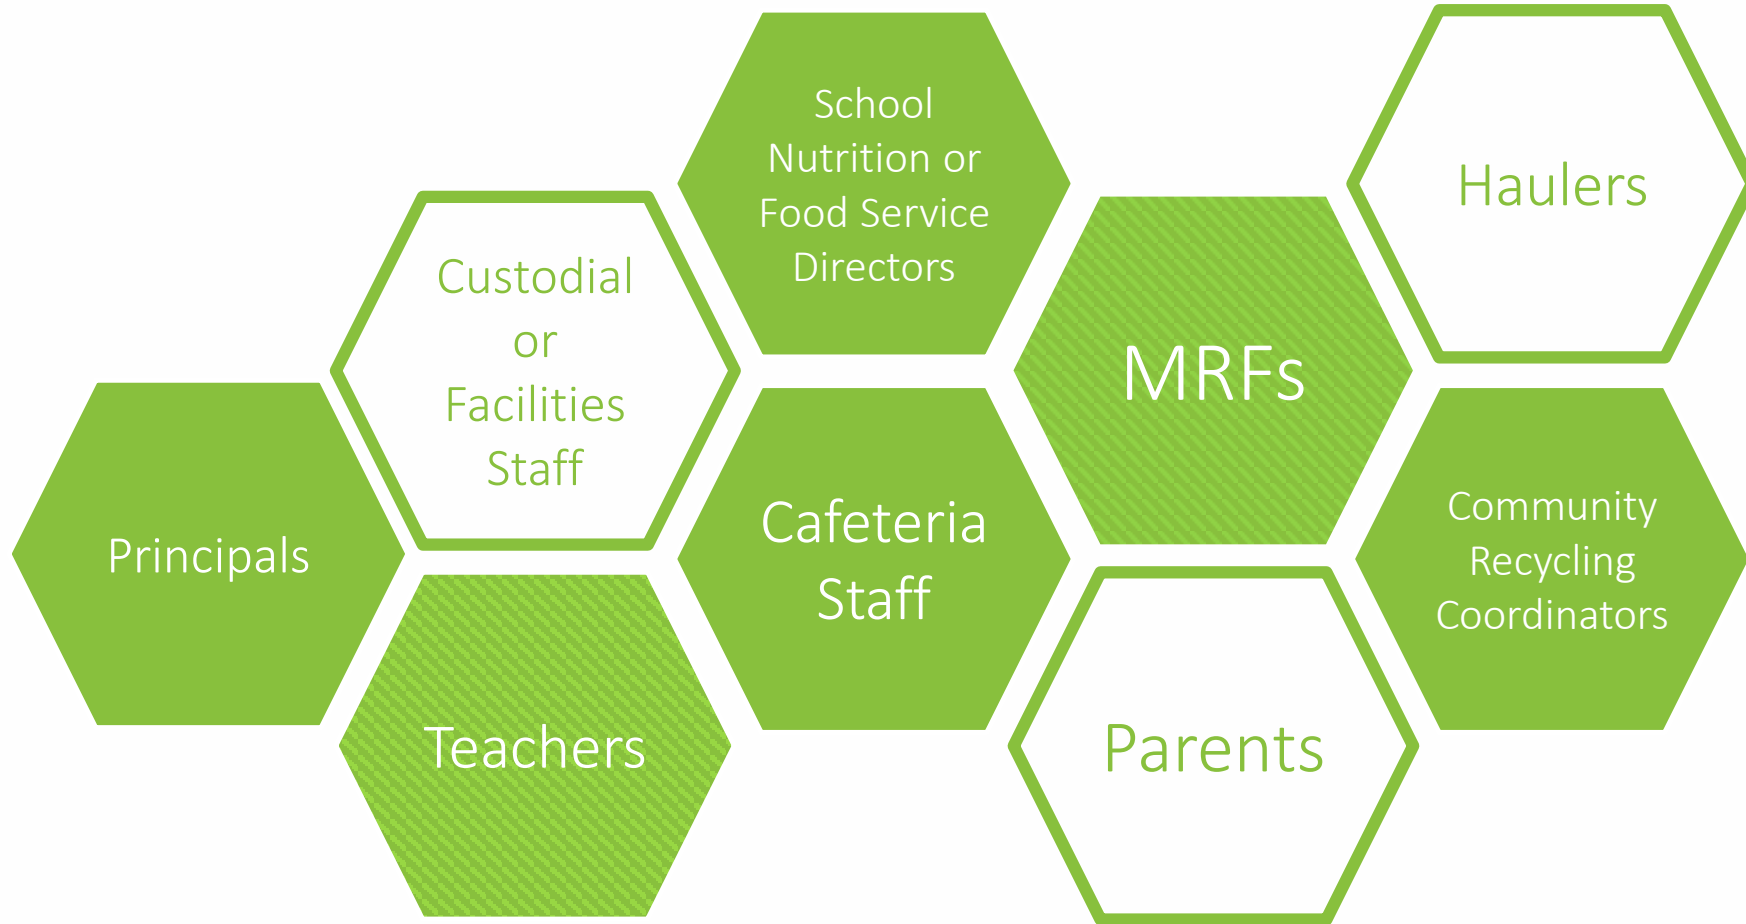 Principals
Custodial
or
Facilities
Staff
Teachers
School
Nutrition or
Food Service
Directors
Cafeteria
Staff
MRFs
Parents
Haulers
Community
Recycling
Coordinators